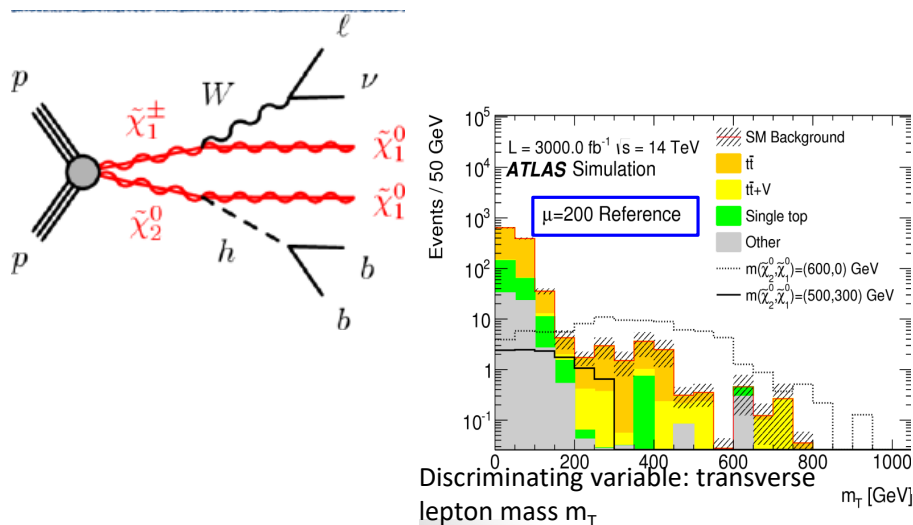 p
p
χ̃₁±
χ̃₂⁰
W
h
ℓ
ν
χ̃₁⁰
χ̃₁⁰
b
b
Events / 50 GeV
10⁵
10⁴
10³
10²
10
1
10⁻¹
L = 3000.0 fb⁻¹ √s = 14 TeV
ATLAS Simulation
μ=200 Reference
SM Background
tt̄
tt̄+V
Single top
Other
m(χ̃₂⁰,χ̃₁⁰)=(600,0) GeV
m(χ̃₂⁰,χ̃₁⁰)=(500,300) GeV
0 200 400 600 800 1000
m_T [GeV]
Discriminating variable: transverse
lepton mass m_T